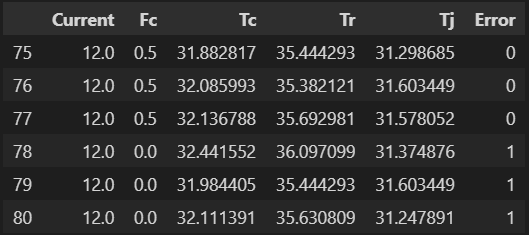 Current Fc Tc Tr Tj Error
75 12.0 0.5 31.882817 35.444293 31.298685 0
76 12.0 0.5 32.085993 35.382121 31.603449 0
77 12.0 0.5 32.136788 35.692981 31.578052 0
78 12.0 0.0 32.441552 36.097099 31.374876 1
79 12.0 0.0 31.984405 35.444293 31.603449 1
80 12.0 0.0 32.111391 35.630809 31.247891 1